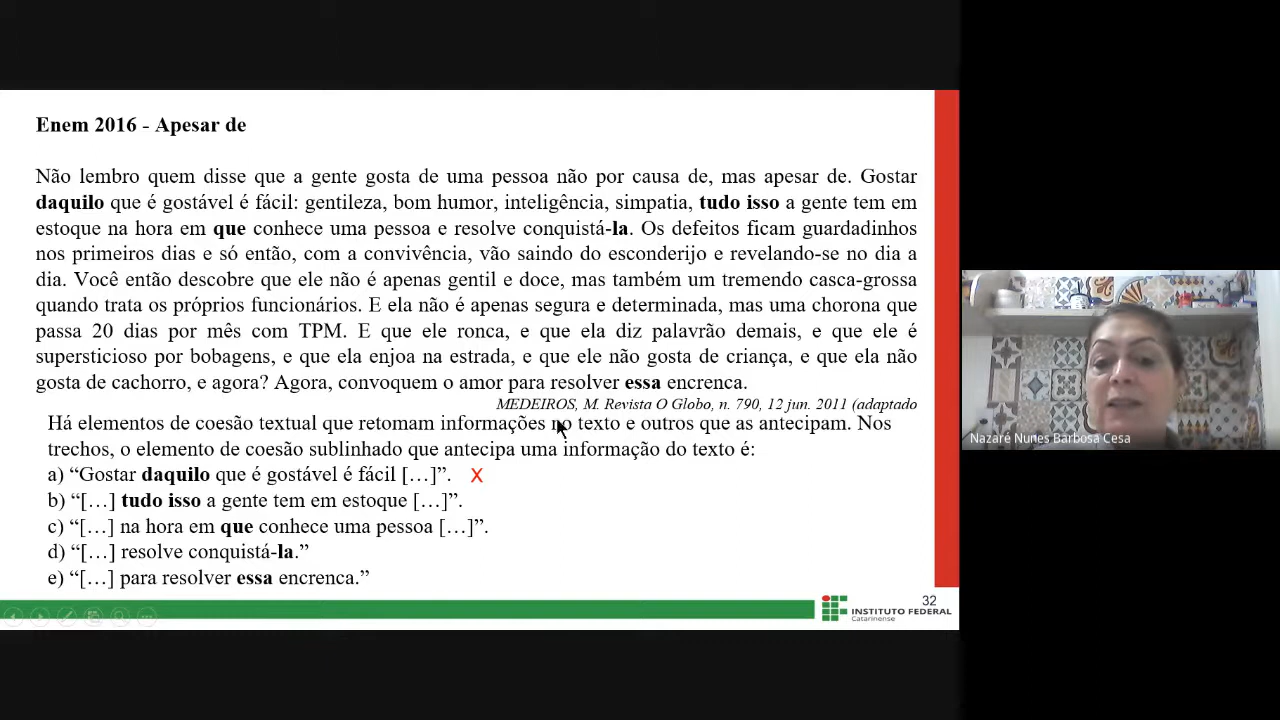 Enem 2016 - Apesar de
Não lembro quem disse que a gente gosta de uma pessoa não por causa de, mas apesar de. Gostar
daquilo que é gostável é fácil: gentileza, bom humor, inteligência, simpatia, tudo isso a gente tem em
estoque na hora em que conhece uma pessoa e resolve conquistá-la. Os defeitos ficam guardadinhos
nos primeiros dias e só então, com a convivência, vão saindo do esconderijo e revelando-se no dia a
dia. Você então descobre que ele não é apenas gentil e doce, mas também um tremendo casca-grossa
quando trata os próprios funcionários. E ela não é apenas segura e determinada, mas uma chorona que
passa 20 dias por mês com TPM. E que ele ronca, e que ela diz palavrão demais, e que ele é
supersticioso por bobagens, e que ela enjoa na estrada, e que ele não gosta de criança, e que ela não
gosta de cachorro, e agora? Agora, convoquem o amor para resolver essa encrenca.
MEDEIROS, M. Revista O Globo, n. 790, 12 jun. 2011 (adaptado
Há elementos de coesão textual que retomam informações no texto e outros que as antecipam. Nos
trechos, o elemento de coesão sublinhado que antecipa uma informação do texto é:
a) “Gostar daquilo que é gostável é fácil […]”. X
b) “[…] tudo isso a gente tem em estoque […]”.
c) “[…] na hora em que conhece uma pessoa […]”.
d) “[…] resolve conquistá-la.”
e) “[…] para resolver essa encrenca.”
32
INSTITUTO FEDERAL
Catarinense
Nazaré Nunes Barbosa Cesa